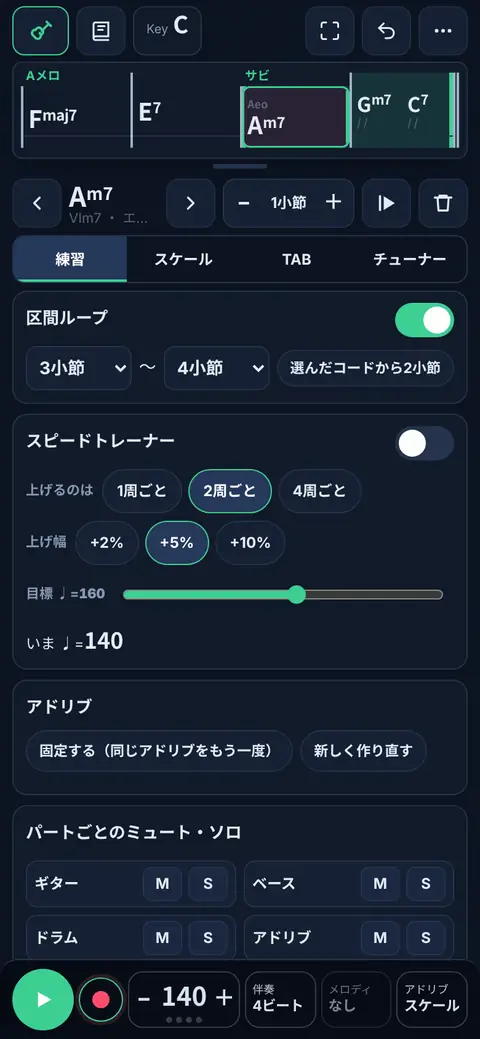 Key C
Aメロ
サビ
Fmaj7
E7
Aeo
Am7
Gm7
C7
//
//
Am7
VIm7 ・ エ...
− 1小節 +
練習
スケール
TAB
チューナー
区間ループ
3小節 〜 4小節 選んだコードから2小節
スピードトレーナー
上げるのは 1周ごと 2周ごと 4周ごと
上げ幅 +2% +5% +10%
目標 ♩=160
いま ♩=140
アドリブ
固定する（同じアドリブをもう一度） 新しく作り直す
パートごとのミュート・ソロ
ギター M S ベース M S
ドラム M S アドリブ M S
− 140 +
伴奏
4ビート
メロディ
なし
アドリブ
スケール